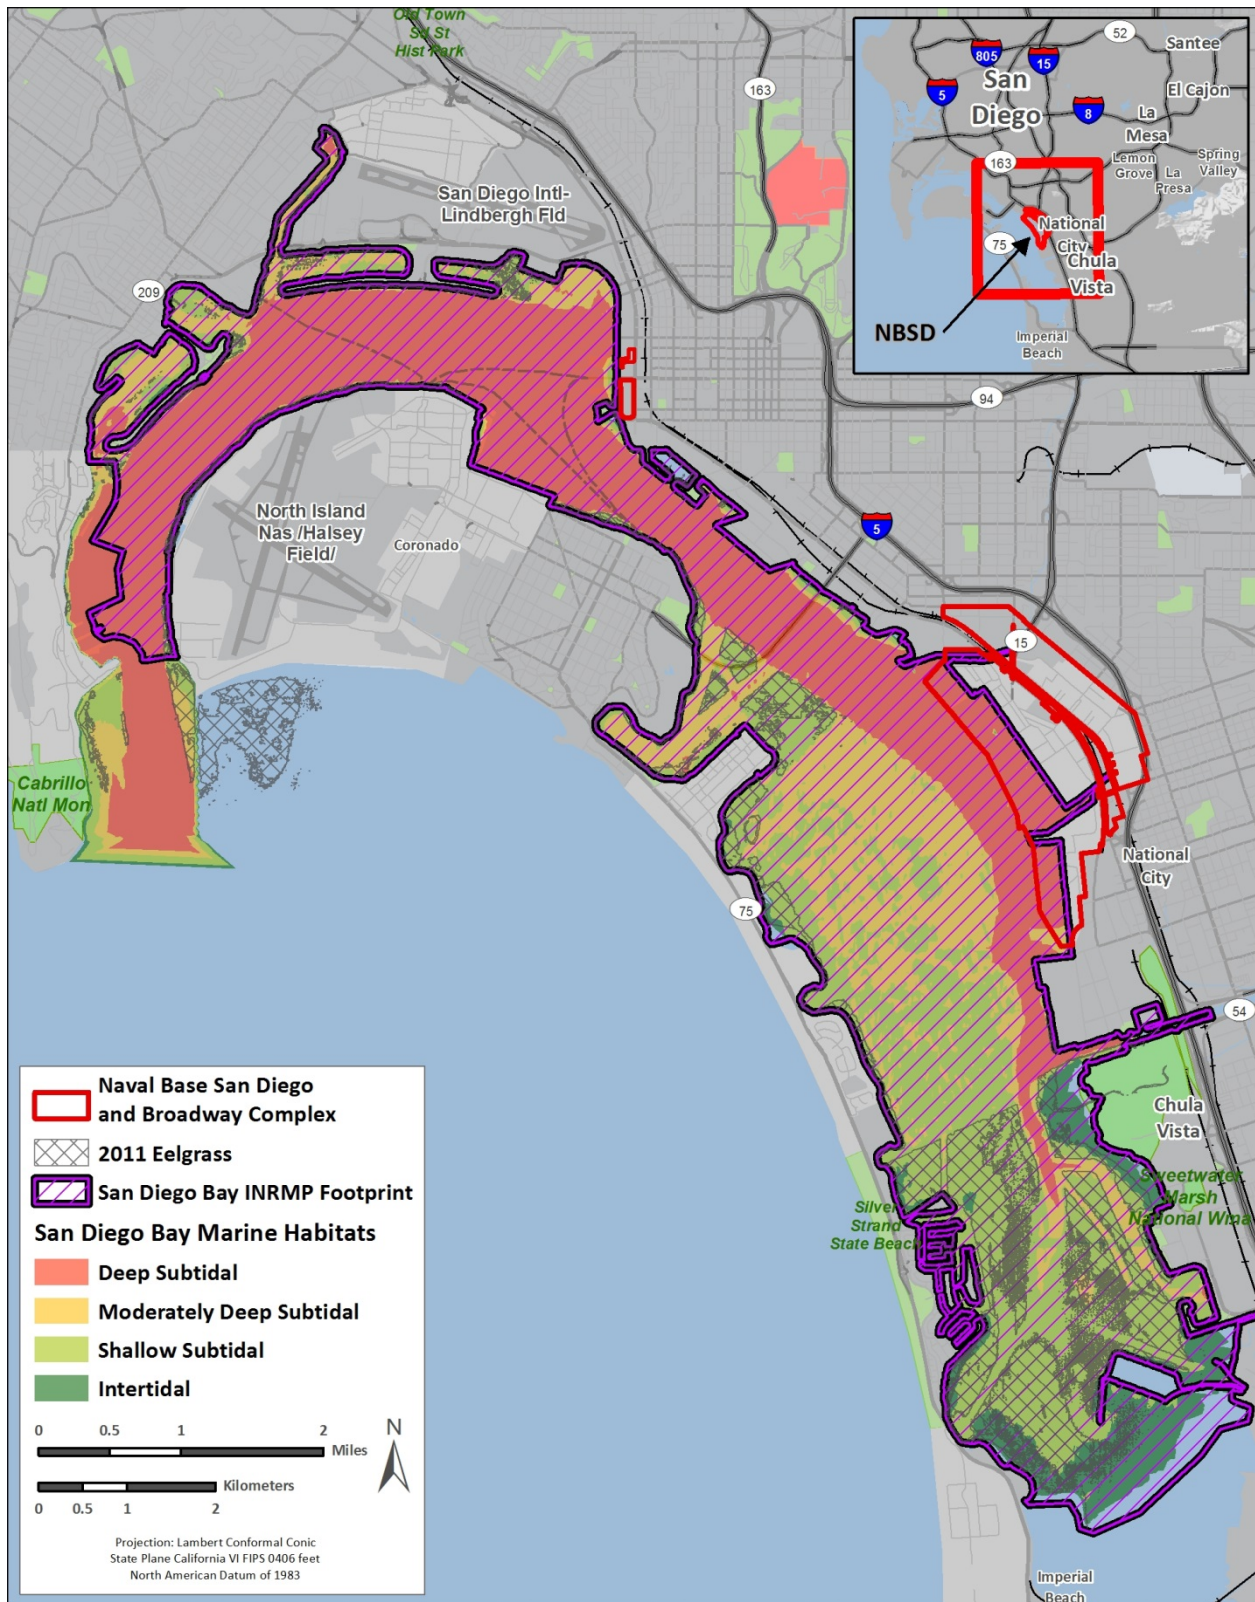 Old Town
Sd St
Hist Park
163
San Diego Intl-
Lindbergh Fld
209
52
Santee
805
15
San
Diego
5
El Cajon
8
La
Mesa
163
Lemon
Grove
Spring
Valley
La
Presa
National
City
75
Chula
Vista
NBSD
Imperial
Beach
94
North Island
Nas /Halsey
Field/
Coronado
5
15
Cabrillo
Natl Mon
National
City
75
54
Chula
Vista
Sweetwater
Marsh
National Wina
Silver
Strand
State Beach
Naval Base San Diego
and Broadway Complex
2011 Eelgrass
San Diego Bay INRMP Footprint
San Diego Bay Marine Habitats
Deep Subtidal
Moderately Deep Subtidal
Shallow Subtidal
Intertidal
0 0.5 1 2
Miles
N
Kilometers
0 0.5 1 2
Projection: Lambert Conformal Conic
State Plane California VI FIPS 0406 feet
North American Datum of 1983
Imperial
Beach